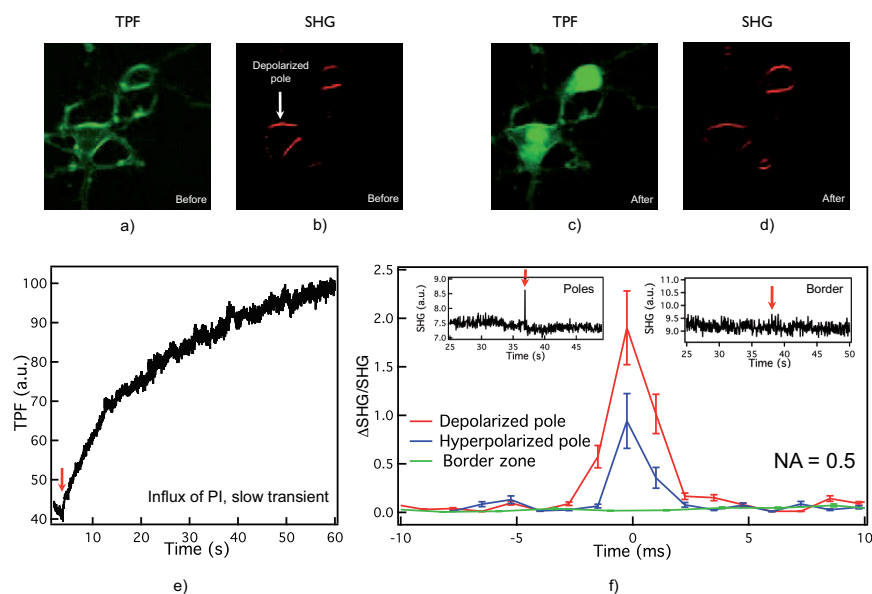 TPF
SHG
TPF
SHG
Depolarized
pole
Before
Before
After
After
a)
b)
c)
d)
100
90
80
70
60
50
40
TPF (a.u.)
Influx of PI, slow transient
10
20
30
40
50
60
Time (s)
e)
2.5
2.0
1.5
1.0
0.5
0.0
ΔSHG/SHG
9.0
8.5
8.0
7.5
7.0
SHG (a.u.)
Poles
25
30
35
40
45
Time (s)
11.0
10.5
10.0
9.5
9.0
SHG (a.u.)
Border
25
30
35
40
45
50
Time (s)
Depolarized pole
Hyperpolarized pole
Border zone
NA = 0.5
-10
-5
0
5
10
Time (ms)
f)